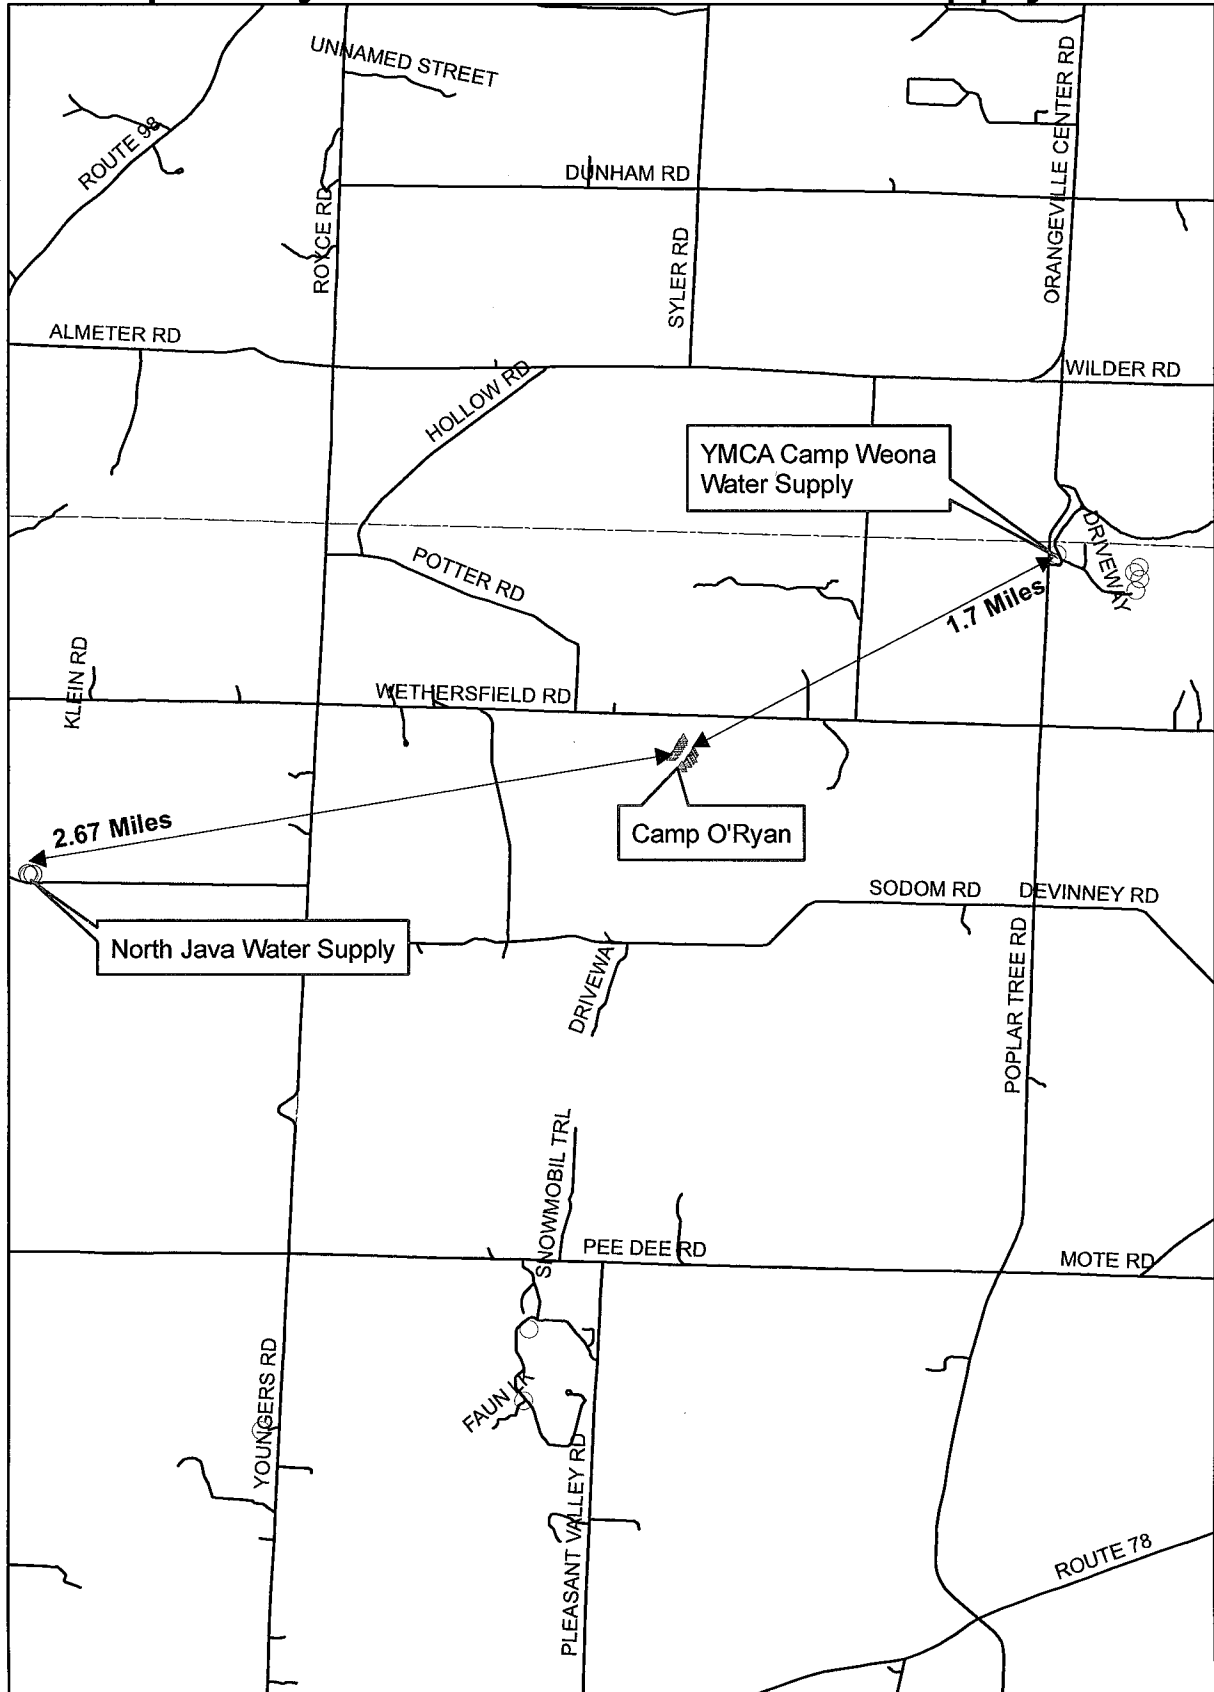 UNNAMED STREET
ORANGEVILLE CENTER RD
ROUTE 98
DUNHAM RD
ROYCE RD
SYLER RD
ALMETER RD
WILDER RD
HOLLOW RD
YMCA Camp Weona
Water Supply
DRIVEWAY
POTTER RD
1.7 Miles
KLEIN RD
WETHERSFIELD RD
2.67 Miles
Camp O'Ryan
SODOM RD
DEVINNEY RD
North Java Water Supply
DRIVEWA
POPLAR TREE RD
SNOWMOBIL TRL
PEE DEE RD
MOTE RD
YOUNGERS RD
FAUN LK
PLEASANT VALLEY RD
ROUTE 78